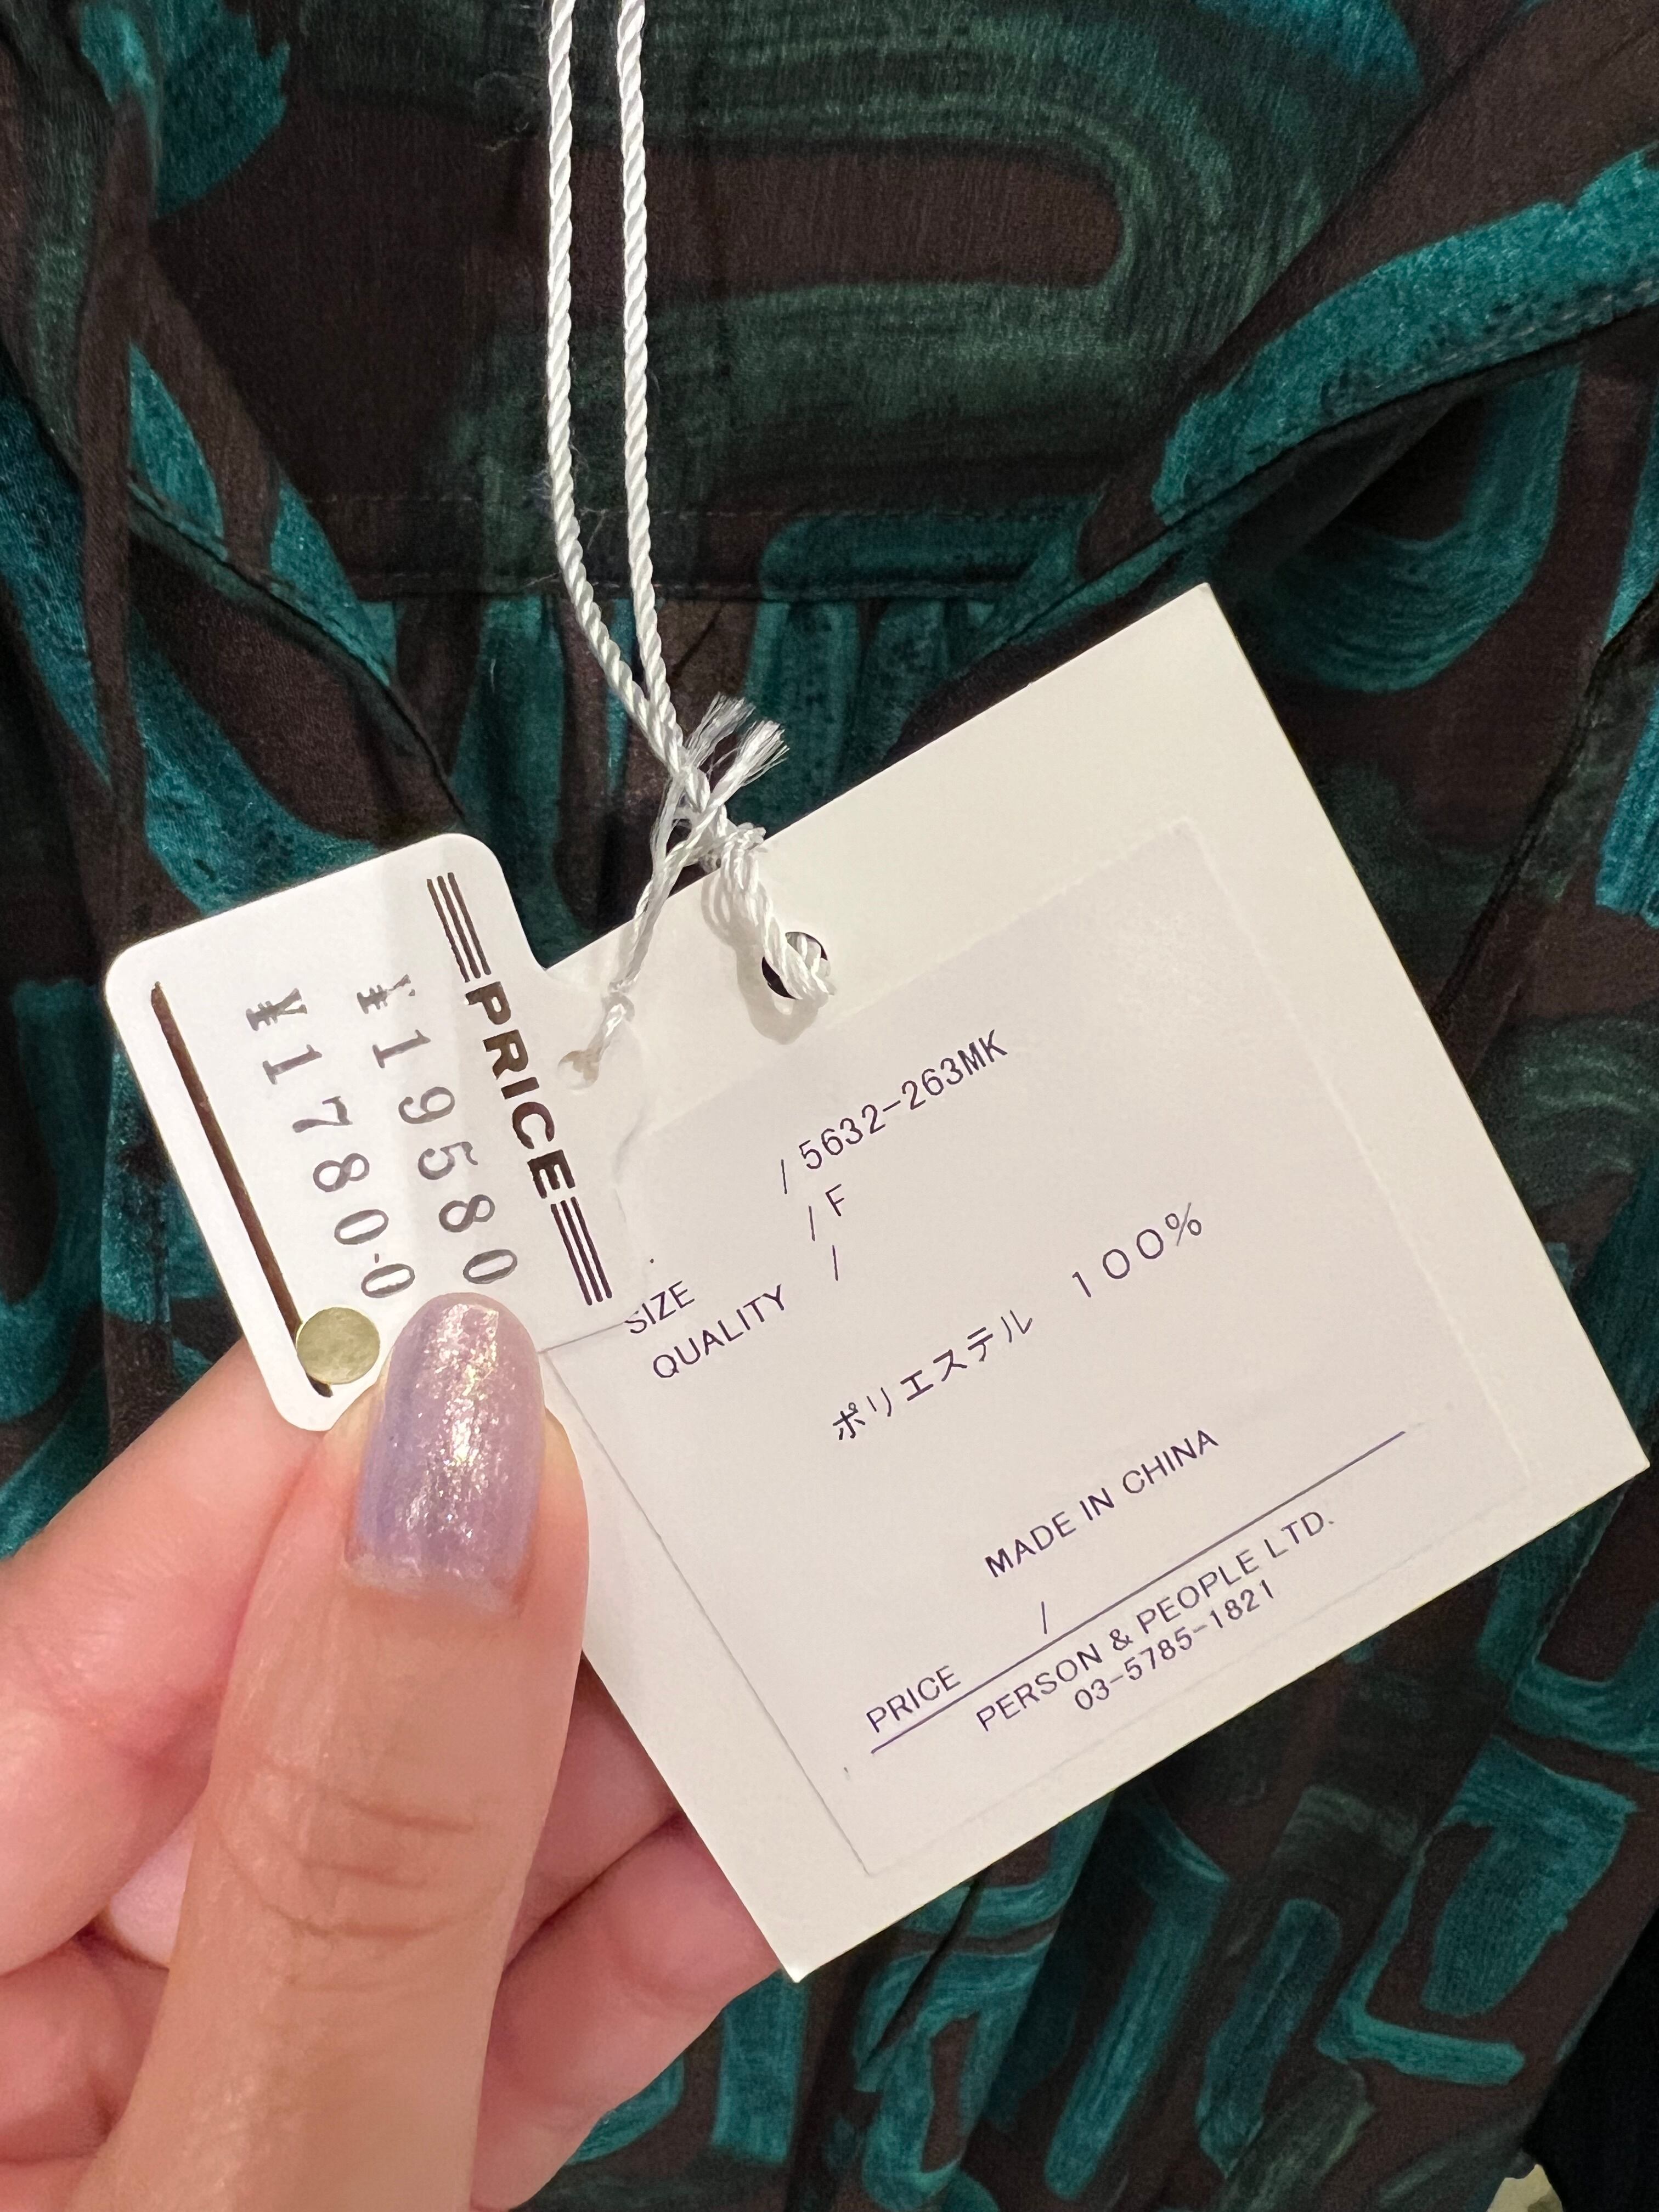 PRICE
¥19580
¥17800
/ 5632-263MK
SIZE / F
QUALITY /
ポリエステル 100%
MADE IN CHINA
PRICE /
PERSON & PEOPLE LTD.
03-5785-1821